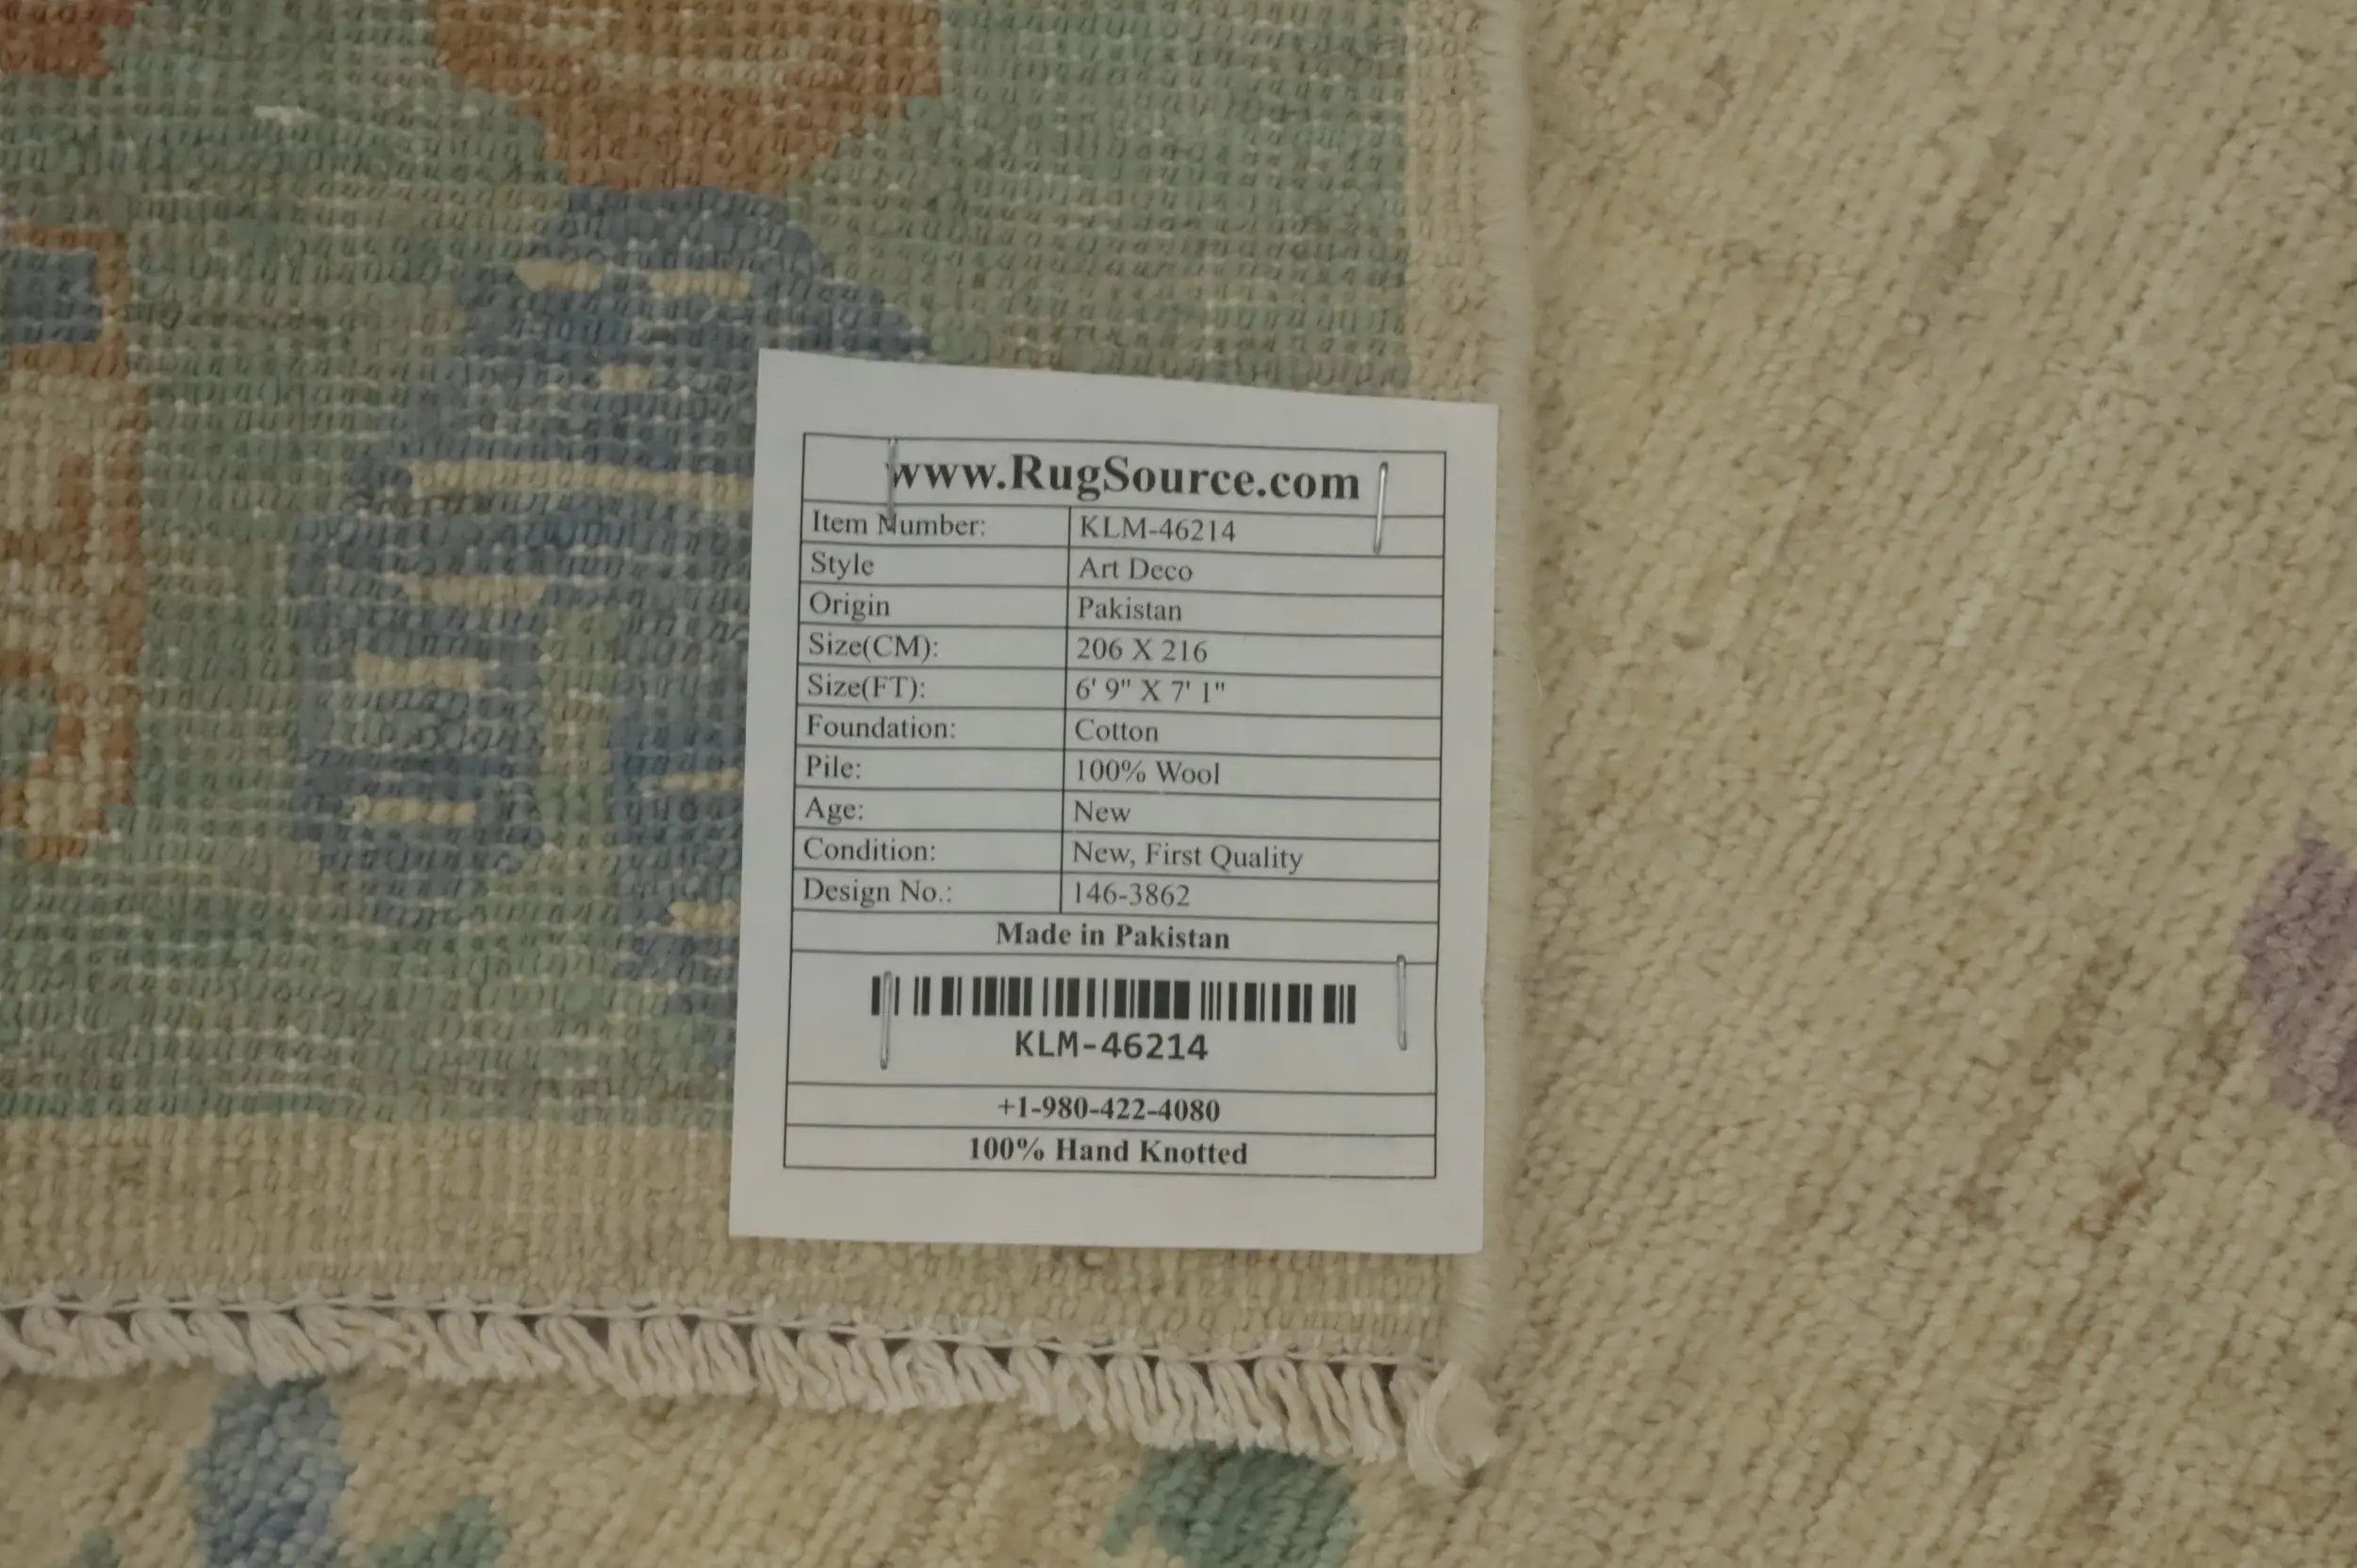 www.RugSource.com
Item Number: KLM-46214
Style Art Deco
Origin Pakistan
Size(CM): 206 X 216
Size(FT): 6' 9" X 7' 1"
Foundation: Cotton
Pile: 100% Wool
Age: New
Condition: New, First Quality
Design No.: 146-3862
Made in Pakistan
KLM-46214
+1-980-422-4080
100% Hand Knotted